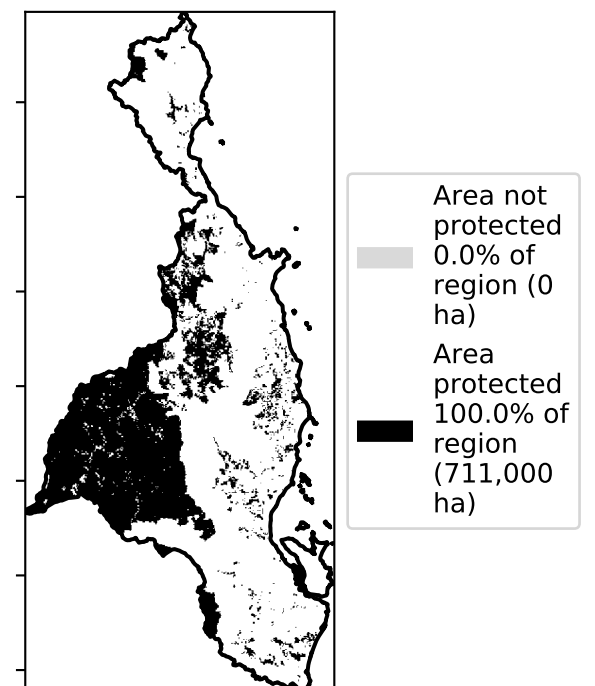 Area not
protected
0.0% of
region (0
ha)
Area
protected
100.0% of
region
(711,000
ha)